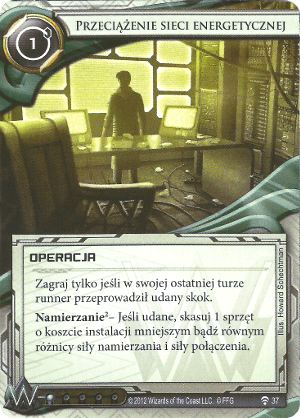 PRZECIĄŻENIE SIECI ENERGETYCZNEJ
1
OPERACJA
Zagraj tylko jeśli w swojej ostatniej turze
runner przeprowadził udany skok.
Namierzanie²– Jeśli udane, skasuj 1 sprzęt
o koszcie instalacji mniejszym bądź równym
różnicy siły namierzania i siły połączenia.
Illus. Howard Schechtman
© 2012 Wizards of the Coast LLC. © FFG
37